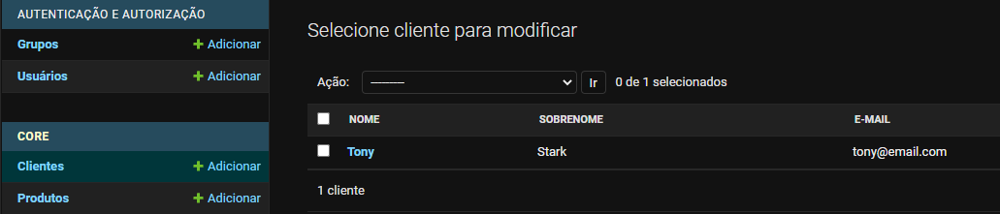 AUTENTICAÇÃO E AUTORIZAÇÃO
Grupos + Adicionar
Usuários + Adicionar
CORE
Clientes + Adicionar
Produtos + Adicionar
Selecione cliente para modificar
Ação: --------- Ir 0 de 1 selecionados
NOME SOBRENOME E-MAIL
Tony Stark tony@email.com
1 cliente